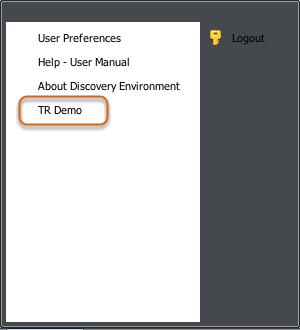 User Preferences
Logout
Help - User Manual
About Discovery Environment
TR Demo